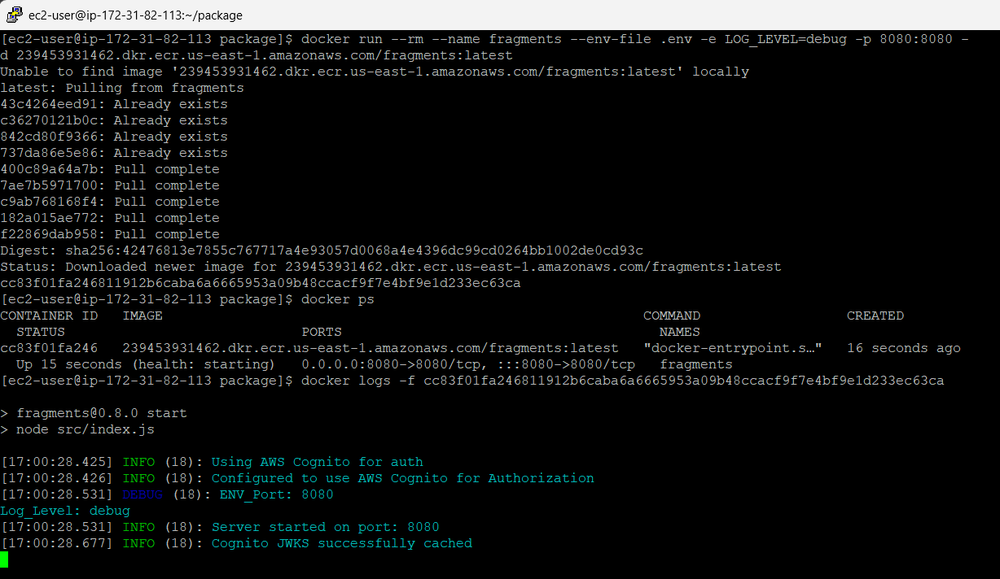 ec2-user@ip-172-31-82-113:~/package
[ec2-user@ip-172-31-82-113 package]$ docker run --rm --name fragments --env-file .env -e LOG_LEVEL=debug -p 8080:8080 -
d 239453931462.dkr.ecr.us-east-1.amazonaws.com/fragments:latest
Unable to find image '239453931462.dkr.ecr.us-east-1.amazonaws.com/fragments:latest' locally
latest: Pulling from fragments
43c4264eed91: Already exists
c36270121b0c: Already exists
842cd80f9366: Already exists
737da86e5e86: Already exists
400c89a64a7b: Pull complete
7ae7b5971700: Pull complete
c9ab768168f4: Pull complete
182a015ae772: Pull complete
f22869dab958: Pull complete
Digest: sha256:42476813e7855c767717a4e93057d0068a4e4396dc99cd0264bb1002de0cd93c
Status: Downloaded newer image for 239453931462.dkr.ecr.us-east-1.amazonaws.com/fragments:latest
cc83f01fa246811912b6caba6a6665953a09b48ccacf9f7e4bf9e1d233ec63ca
[ec2-user@ip-172-31-82-113 package]$ docker ps
CONTAINER ID   IMAGE                                                           COMMAND                  CREATED
  STATUS                             PORTS                                       NAMES
cc83f01fa246   239453931462.dkr.ecr.us-east-1.amazonaws.com/fragments:latest   "docker-entrypoint.s…"   16 seconds ago
  Up 15 seconds (health: starting)   0.0.0.0:8080->8080/tcp, :::8080->8080/tcp   fragments
[ec2-user@ip-172-31-82-113 package]$ docker logs -f cc83f01fa246811912b6caba6a6665953a09b48ccacf9f7e4bf9e1d233ec63ca
> fragments@0.8.0 start
> node src/index.js
[17:00:28.425] INFO (18): Using AWS Cognito for auth
[17:00:28.426] INFO (18): Configured to use AWS Cognito for Authorization
[17:00:28.531] DEBUG (18): ENV_Port: 8080
Log_Level: debug
[17:00:28.531] INFO (18): Server started on port: 8080
[17:00:28.677] INFO (18): Cognito JWKS successfully cached